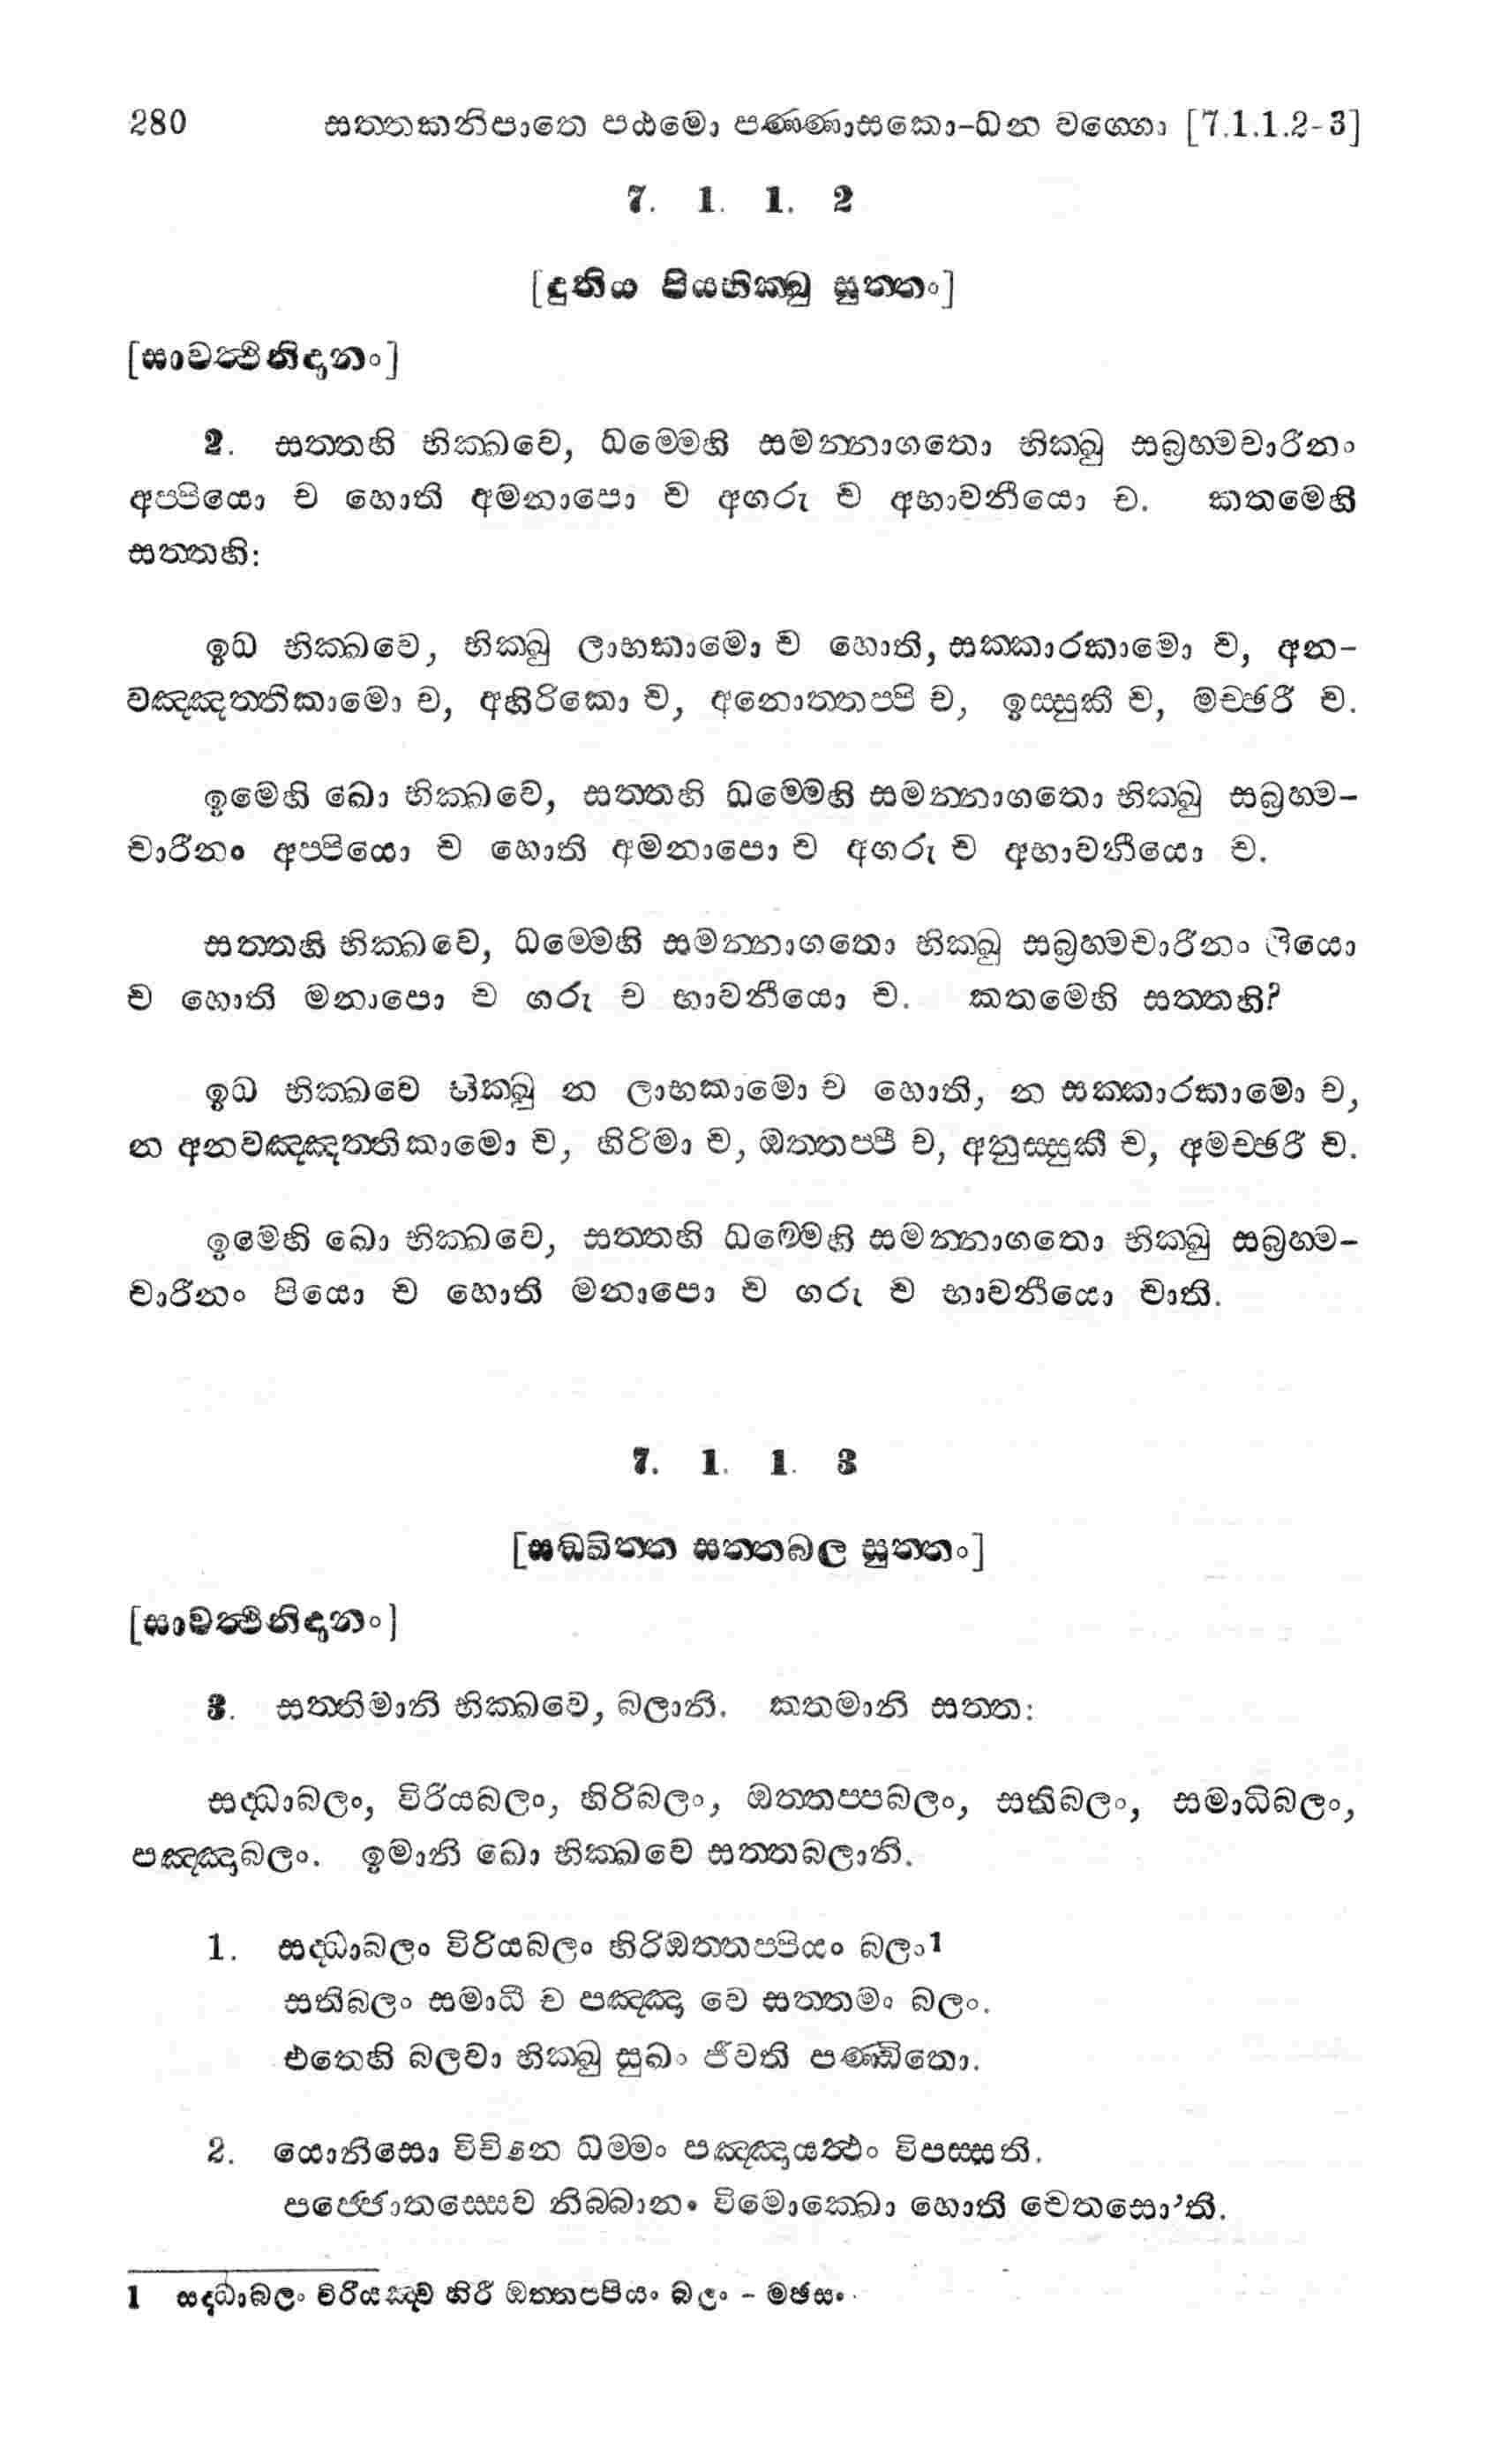 280 සත්තකනිපාතෙ පඨමො පණ්ණාසකො-ධන වග්ගො [7.1.1.2-3]
7. 1. 1. 2
[දුතිය පියභික්ඛු සුත්තං]
[සාවත්ථිනිදානං]
2. සත්තහි භික්ඛවෙ, ධම්මෙහි සමන්නාගතො භික්ඛු සබ්‍රහ්මචාරීනං
අප්පියො ච හොති අමනාපො ච අගරු ච අභාවනීයො ච. කතමෙහි
සත්තහි:
ඉධ භික්ඛවෙ, භික්ඛු ලාභකාමො ච හොති, සක්කාරකාමො ච, අන-
වඤ්ඤත්තිකාමො ච, අහිරිකො ච, අනොත්තප්පි ච, ඉස්සුකී ච, මච්ඡරී ච.
ඉමෙහි ඛො භික්ඛවෙ, සත්තහි ධම්මෙහි සමන්නාගතො භික්ඛු සබ්‍රහ්ම-
චාරීනං අප්පියො ච හොති අමනාපො ච අගරු ච අභාවනීයො ච.
සත්තහි භික්ඛවෙ, ධම්මෙහි සමන්නාගතො භික්ඛු සබ්‍රහ්මචාරීනං පියො
ච හොති මනාපො ච ගරු ච භාවනීයො ච. කතමෙහි සත්තහි?
ඉධ භික්ඛවෙ භික්ඛු න ලාභකාමො ච හොති, න සක්කාරකාමො ච,
න අනවඤ්ඤත්තිකාමො ච, හිරිමා ච, ඔත්තප්පී ච, අනුස්සුකී ච, අමච්ඡරී ච.
ඉමෙහි ඛො භික්ඛවෙ, සත්තහි ධම්මෙහි සමන්නාගතො භික්ඛු සබ්‍රහ්ම-
චාරීනං පියො ච හොති මනාපො ච ගරු ච භාවනීයො චාති.
7. 1. 1. 3
[සඞ්ඛිත්ත සත්තබල සුත්තං]
[සාවත්ථිනිදානං]
3. සත්තිමානි භික්ඛවෙ, බලානි. කතමානි සත්ත:
සද්ධාබලං, විරියබලං, හිරිබලං, ඔත්තප්පබලං, සතිබලං, සමාධිබලං,
පඤ්ඤාබලං. ඉමානි ඛො භික්ඛවෙ සත්තබලානි.
1. සද්ධාබලං විරියබලං හිරිඔත්තප්පියං බලං1
සතිබලං සමාධි ච පඤ්ඤා වෙ සත්තමං බලං.
එතෙහි බලවා භික්ඛු සුඛං ජීවති පණ්ඩිතො.
2. යොනිසො විචිනෙ ධම්මං පඤ්ඤායත්ථං විපස්සති.
පජ්ජොතස්සෙව නිබ්බානං විමොක්ඛො හොති චෙතසො'ති.
1 සද්ධාබලං විරියඤ්ච හිරී ඔත්තප්පියං බලං - මඡසං